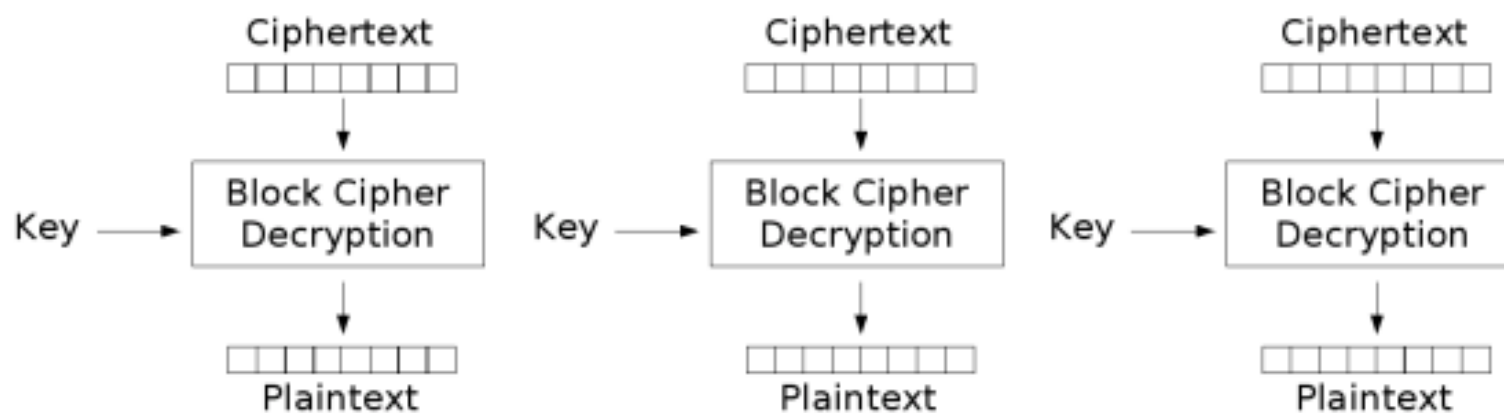 Ciphertext Ciphertext Ciphertext
Block Cipher Block Cipher Block Cipher
Key Key Key
Decryption Decryption Decryption
Plaintext Plaintext Plaintext